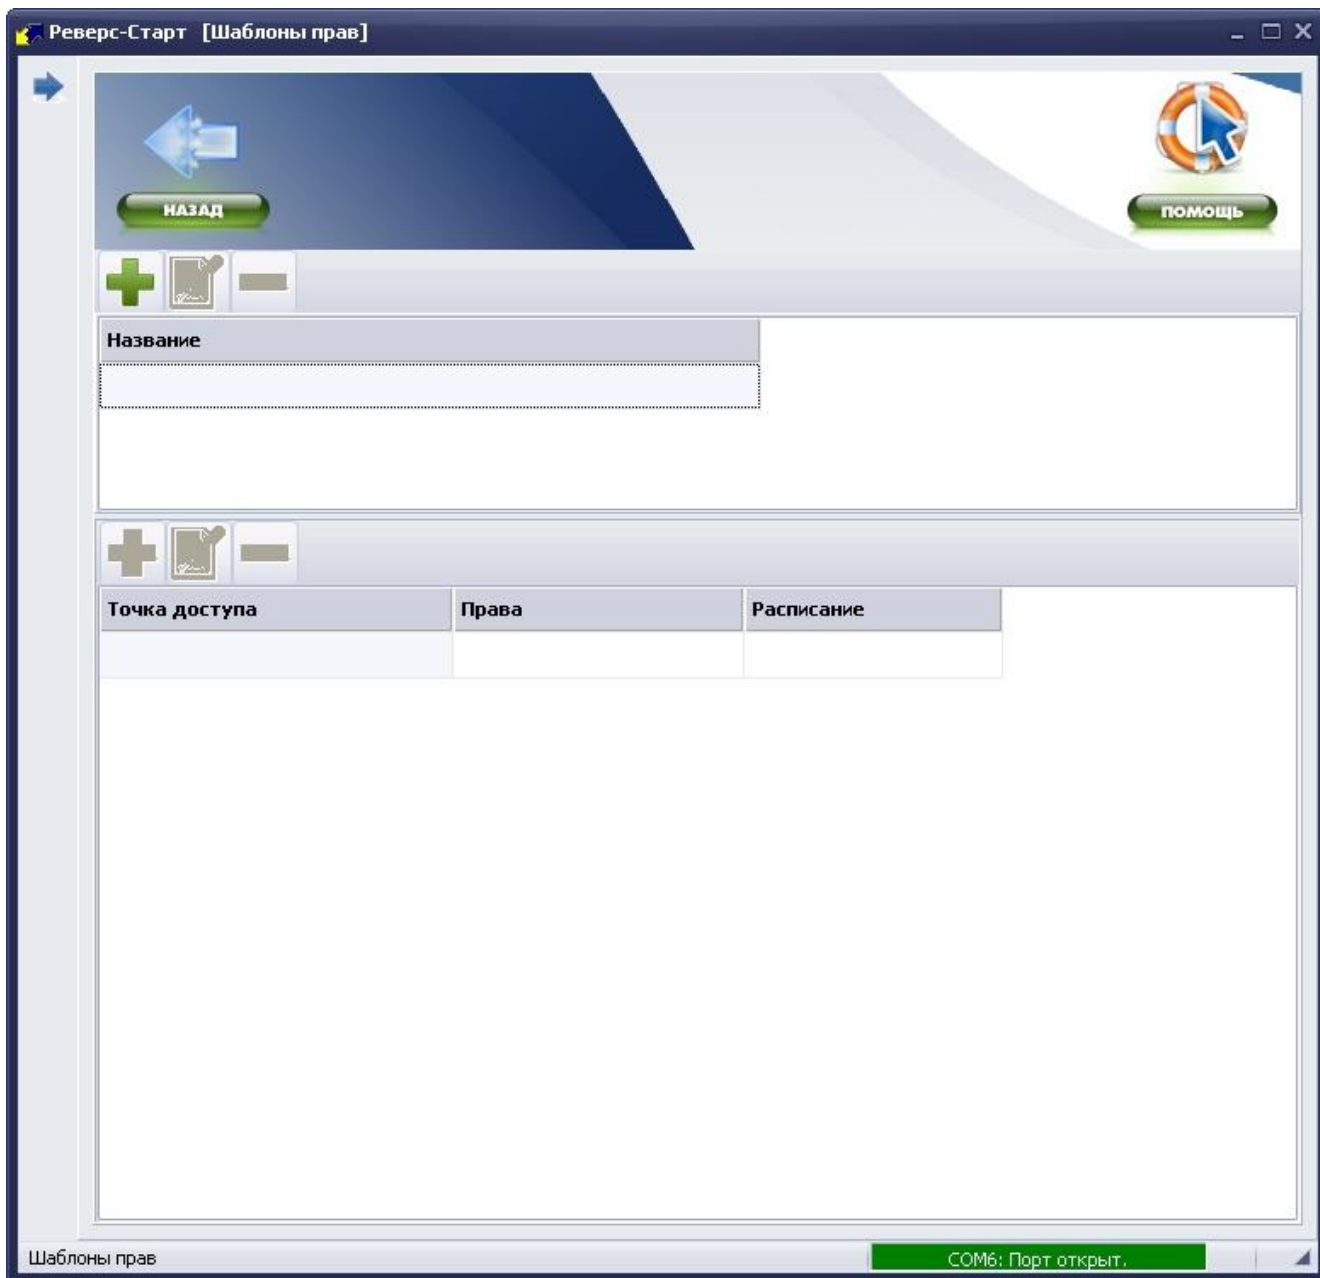 Реверс-Старт [Шаблоны прав]
НАЗАД
ПОМОЩЬ
Название
Точка доступа Права Расписание
Шаблоны прав COM6: Порт открыт.